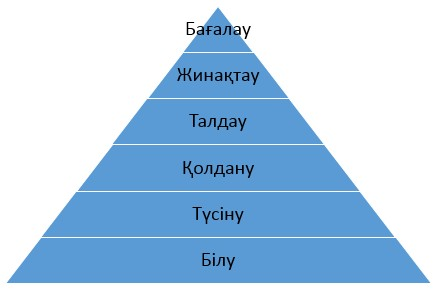 Бағалау
Жинақтау
Талдау
Қолдану
Түсіну
Білу